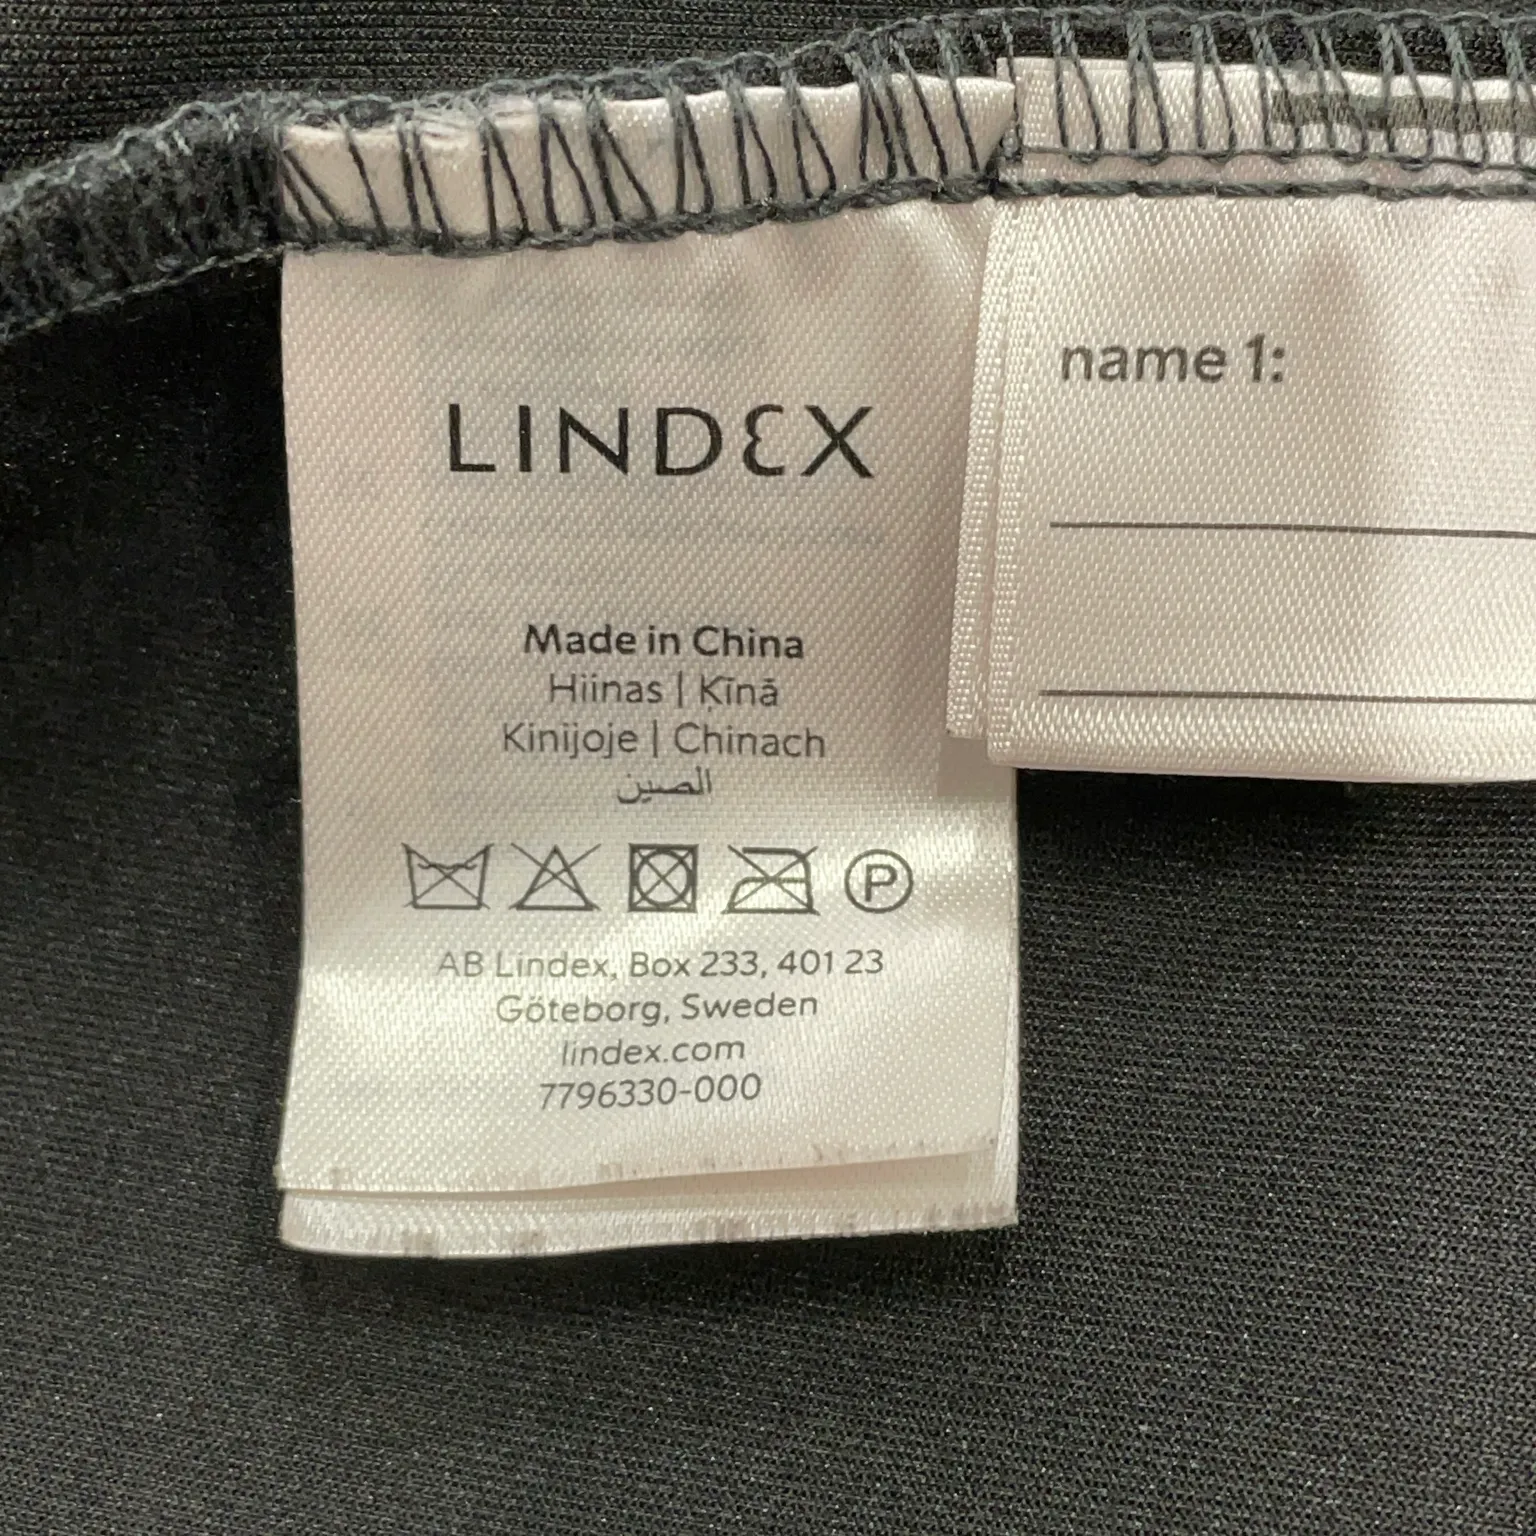 LINDEX
Made in China
Hiinas | Ķīnā
Kinijoje | Chinach
الصين
P
AB Lindex, Box 233, 401 23
Göteborg, Sweden
lindex.com
7796330-000
name 1: